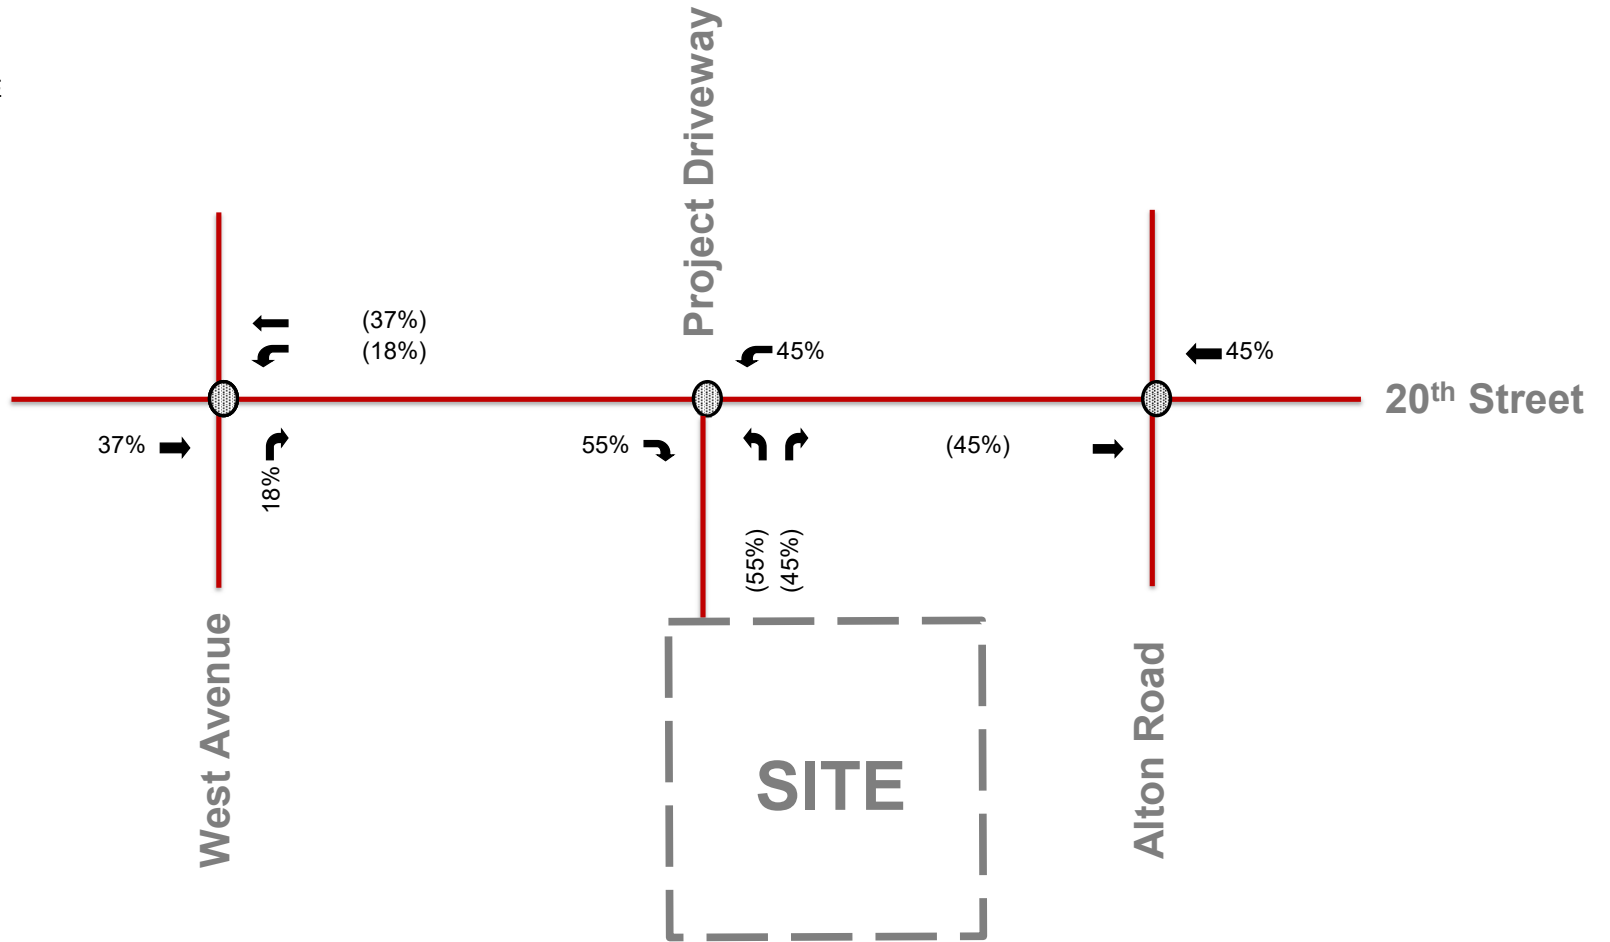 Project Driveway
(37%)
(18%)
45%
45%
20th Street
37%
18%
55%
(45%)
(55%)
(45%)
West Avenue
Alton Road
SITE